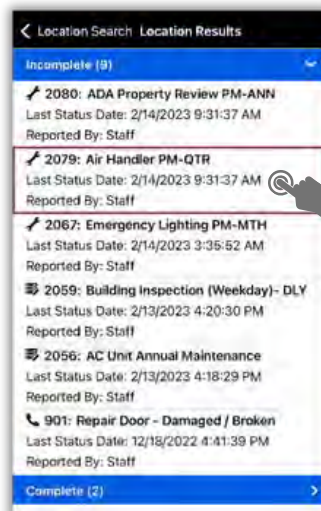 Location Search Location Results
Incomplete (9)
2080: ADA Property Review PM-ANN
Last Status Date: 2/14/2023 9:31:37 AM
Reported By: Staff
2079: Air Handler PM-QTR
Last Status Date: 2/14/2023 9:31:37 AM
Reported By: Staff
2067: Emergency Lighting PM-MTH
Last Status Date: 2/14/2023 3:35:52 AM
Reported By: Staff
2059: Building Inspection (Weekday)- DLY
Last Status Date: 2/13/2023 4:20:30 PM
Reported By: Staff
2056: AC Unit Annual Maintenance
Last Status Date: 2/13/2023 4:18:29 PM
Reported By: Staff
901: Repair Door - Damaged / Broken
Last Status Date: 12/18/2022 4:41:39 PM
Reported By: Staff
Complete (2)